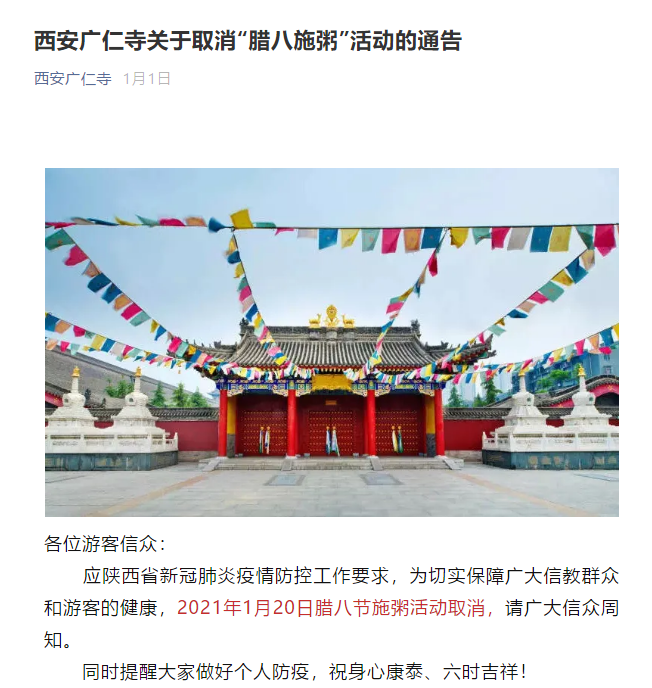 西安广仁寺关于取消“腊八施粥”活动的通告
西安广仁寺 1月1日
各位游客信众：
应陕西省新冠肺炎疫情防控工作要求，为切实保障广大信教群众
和游客的健康，2021年1月20日腊八节施粥活动取消，请广大信众周
知。
同时提醒大家做好个人防疫，祝身心康泰、六时吉祥！